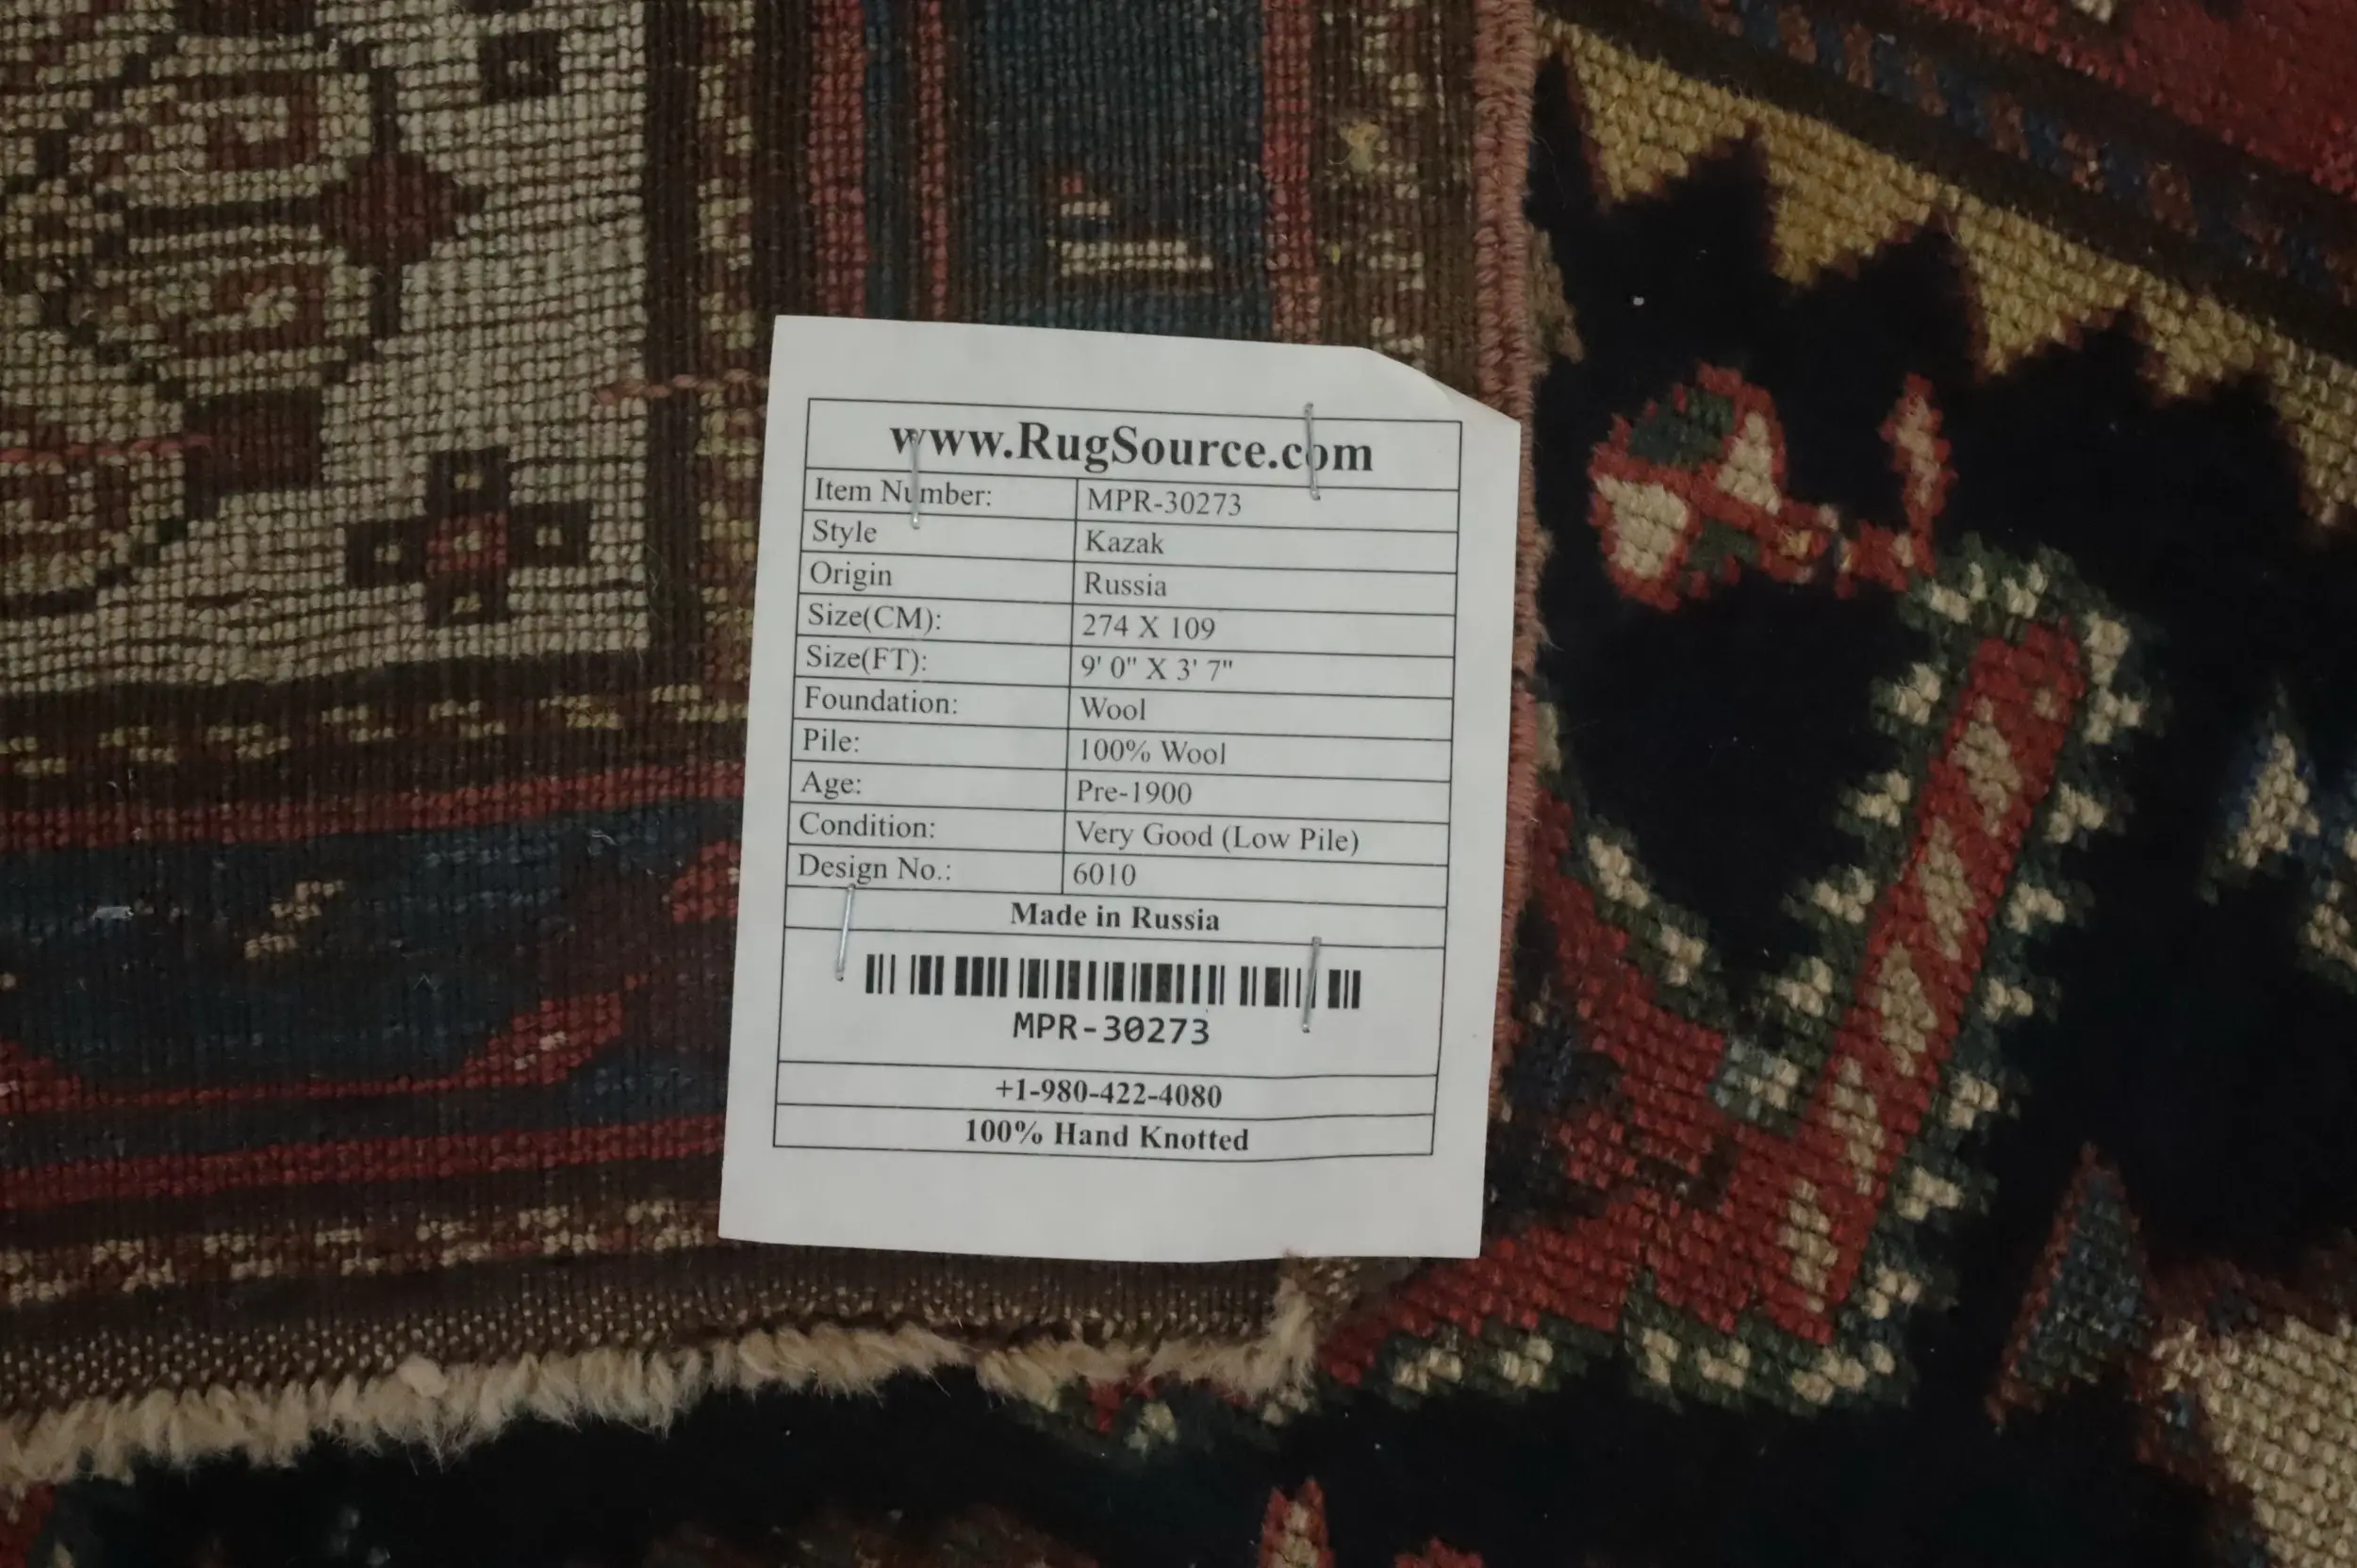 www.RugSource.com
Item Number: MPR-30273
Style Kazak
Origin Russia
Size(CM): 274 X 109
Size(FT): 9' 0" X 3' 7"
Foundation: Wool
Pile: 100% Wool
Age: Pre-1900
Condition: Very Good (Low Pile)
Design No.: 6010
Made in Russia
MPR-30273
+1-980-422-4080
100% Hand Knotted